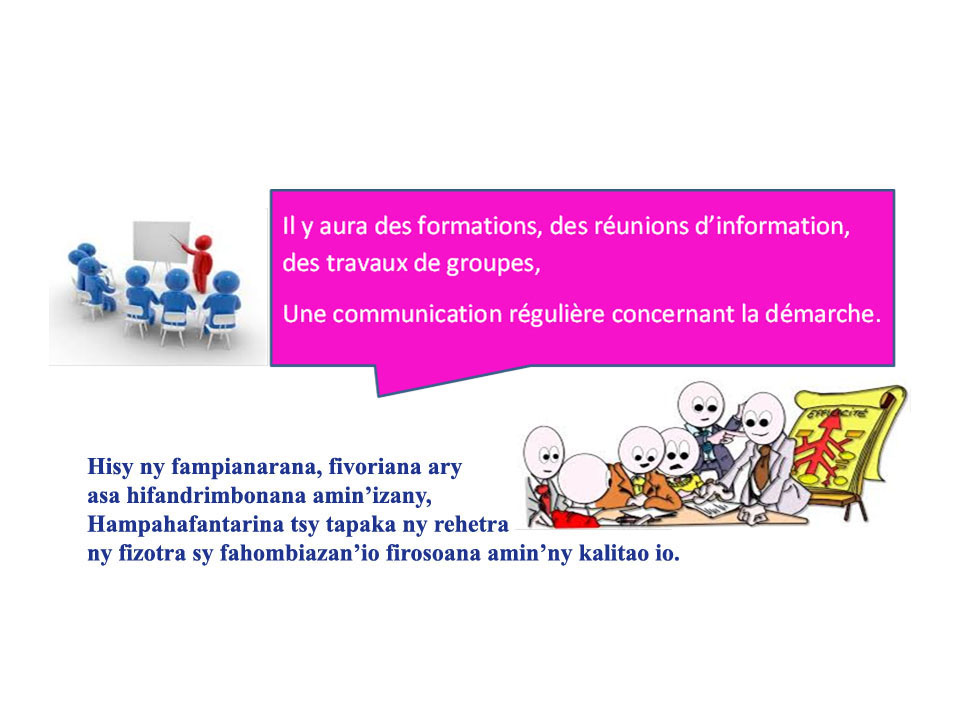 Il y aura des formations, des réunions d’information,
des travaux de groupes,
Une communication régulière concernant la démarche.
EFFICACITÉ
Hisy ny fampianarana, fivoriana ary
asa hifandrimbonana amin’izany,
Hampahafantarina tsy tapaka ny rehetra
ny fizotra sy fahombiazan’io firosoana amin’ny kalitao io.